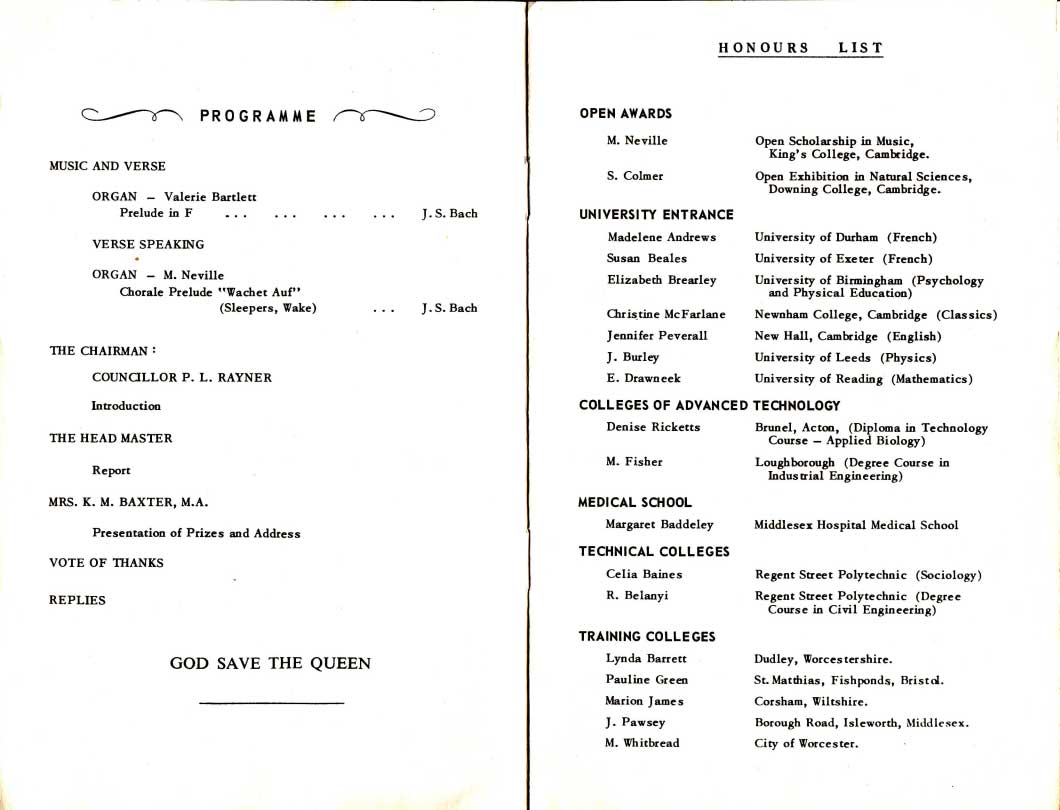 PROGRAMME
MUSIC AND VERSE
ORGAN – Valerie Bartlett
Prelude in F ... ... ... ... J. S. Bach
VERSE SPEAKING
ORGAN – M. Neville
Chorale Prelude "Wachet Auf"
(Sleepers, Wake) ... J. S. Bach
THE CHAIRMAN :
COUNCILLOR P. L. RAYNER
Introduction
THE HEAD MASTER
Report
MRS. K. M. BAXTER, M.A.
Presentation of Prizes and Address
VOTE OF THANKS
REPLIES
GOD SAVE THE QUEEN
HONOURS LIST
OPEN AWARDS
M. Neville Open Scholarship in Music,
King's College, Cambridge.
S. Colmer Open Exhibition in Natural Sciences,
Downing College, Cambridge.
UNIVERSITY ENTRANCE
Madelene Andrews University of Durham (French)
Susan Beales University of Exeter (French)
Elizabeth Brearley University of Birmingham (Psychology
and Physical Education)
Christine McFarlane Newnham College, Cambridge (Classics)
Jennifer Peverall New Hall, Cambridge (English)
J. Burley University of Leeds (Physics)
E. Drawneek University of Reading (Mathematics)
COLLEGES OF ADVANCED TECHNOLOGY
Denise Ricketts Brunel, Acton, (Diploma in Technology
Course – Applied Biology)
M. Fisher Loughborough (Degree Course in
Industrial Engineering)
MEDICAL SCHOOL
Margaret Baddeley Middlesex Hospital Medical School
TECHNICAL COLLEGES
Celia Baines Regent Street Polytechnic (Sociology)
R. Belanyi Regent Street Polytechnic (Degree
Course in Civil Engineering)
TRAINING COLLEGES
Lynda Barrett Dudley, Worcestershire.
Pauline Green St. Matthias, Fishponds, Bristol.
Marion James Corsham, Wiltshire.
J. Pawsey Borough Road, Isleworth, Middlesex.
M. Whitbread City of Worcester.